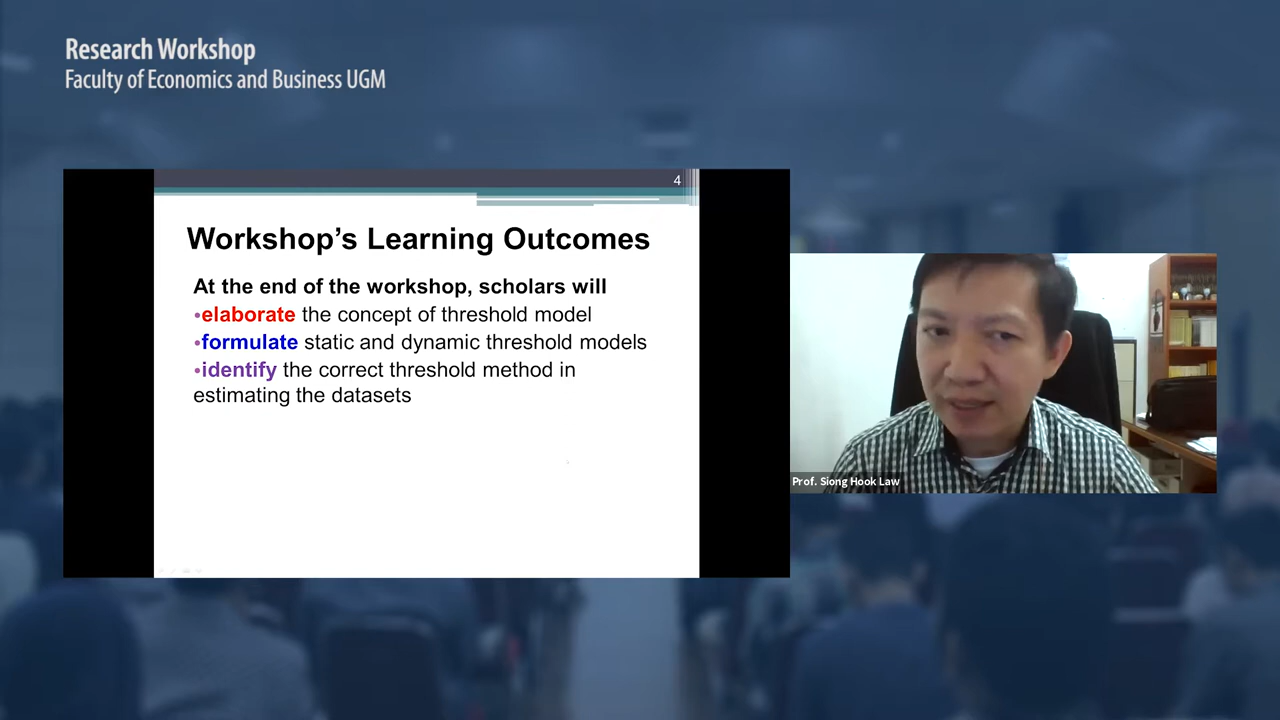 Research Workshop
Faculty of Economics and Business UGM
4
Workshop's Learning Outcomes
At the end of the workshop, scholars will
•elaborate the concept of threshold model
•formulate static and dynamic threshold models
•identify the correct threshold method in
estimating the datasets
Prof. Siong Hook Law